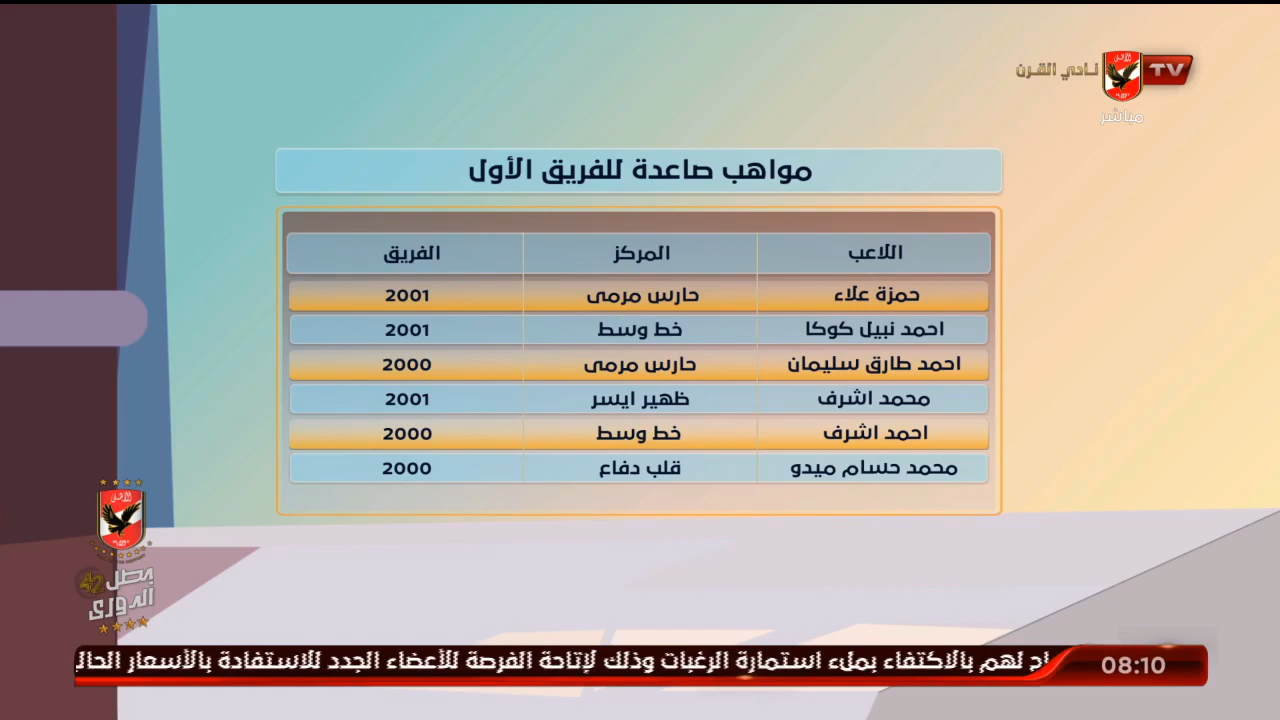 TV
نادي القرن
مباشر
مواهب صاعدة للفريق الأول
اللاعب المركز الفريق
حمزة علاء حارس مرمى 2001
احمد نبيل كوكا خط وسط 2001
احمد طارق سليمان حارس مرمى 2000
محمد اشرف ظهير ايسر 2001
احمد اشرف خط وسط 2000
محمد حسام ميدو قلب دفاع 2000
بطل
42
الدورى
08:10
اح لهم بالاكتفاء بملء استمارة الرغبات وذلك لإتاحة الفرصة للأعضاء الجدد للاستفادة بالأسعار الحالي